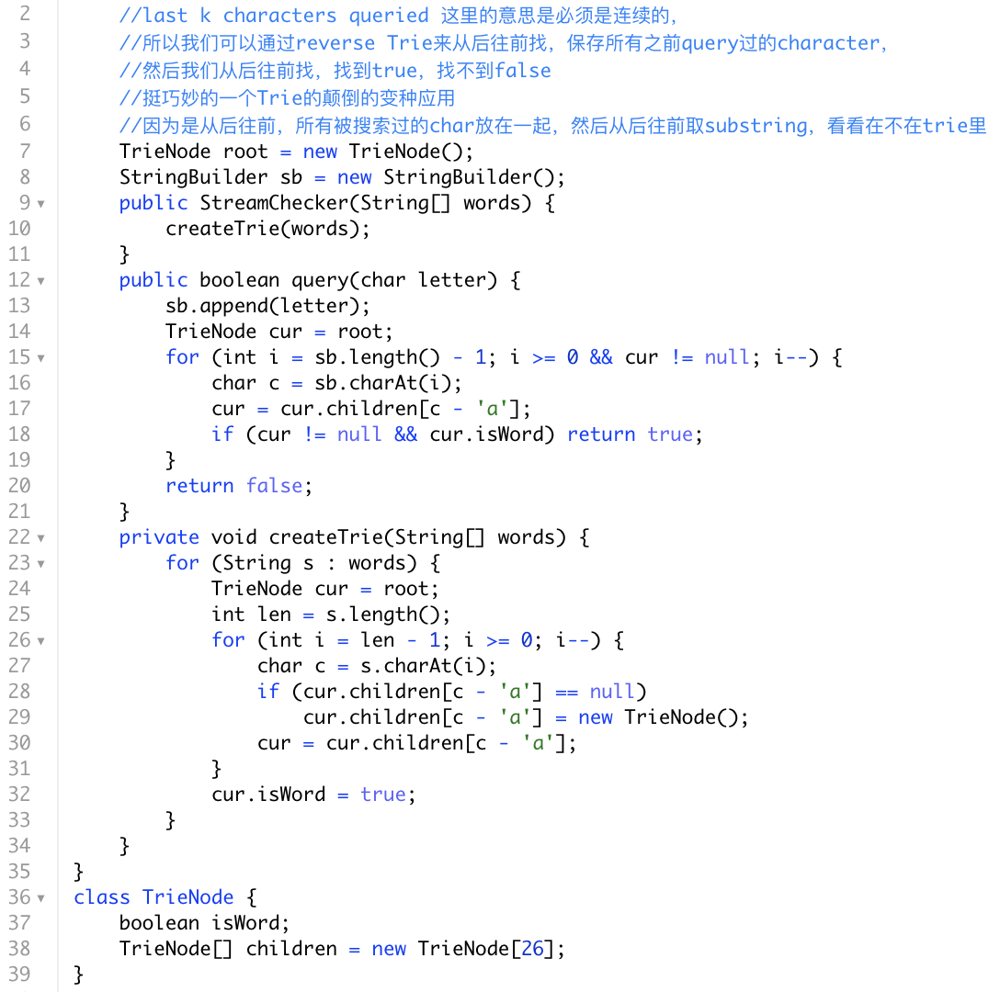 2 //last k characters queried 这里的意思是必须是连续的，
3 //所以我们可以通过reverse Trie来从后往前找，保存所有之前query过的character，
4 //然后我们从后往前找，找到true，找不到false
5 //挺巧妙的一个Trie的颠倒的变种应用
6 //因为是从后往前，所有被搜索过的char放在一起，然后从后往前取substring，看看在不在trie里
7 TrieNode root = new TrieNode();
8 StringBuilder sb = new StringBuilder();
9 public StreamChecker(String[] words) {
10 createTrie(words);
11 }
12 public boolean query(char letter) {
13 sb.append(letter);
14 TrieNode cur = root;
15 for (int i = sb.length() - 1; i >= 0 && cur != null; i--) {
16 char c = sb.charAt(i);
17 cur = cur.children[c - 'a'];
18 if (cur != null && cur.isWord) return true;
19 }
20 return false;
21 }
22 private void createTrie(String[] words) {
23 for (String s : words) {
24 TrieNode cur = root;
25 int len = s.length();
26 for (int i = len - 1; i >= 0; i--) {
27 char c = s.charAt(i);
28 if (cur.children[c - 'a'] == null)
29 cur.children[c - 'a'] = new TrieNode();
30 cur = cur.children[c - 'a'];
31 }
32 cur.isWord = true;
33 }
34 }
35 }
36 class TrieNode {
37 boolean isWord;
38 TrieNode[] children = new TrieNode[26];
39 }